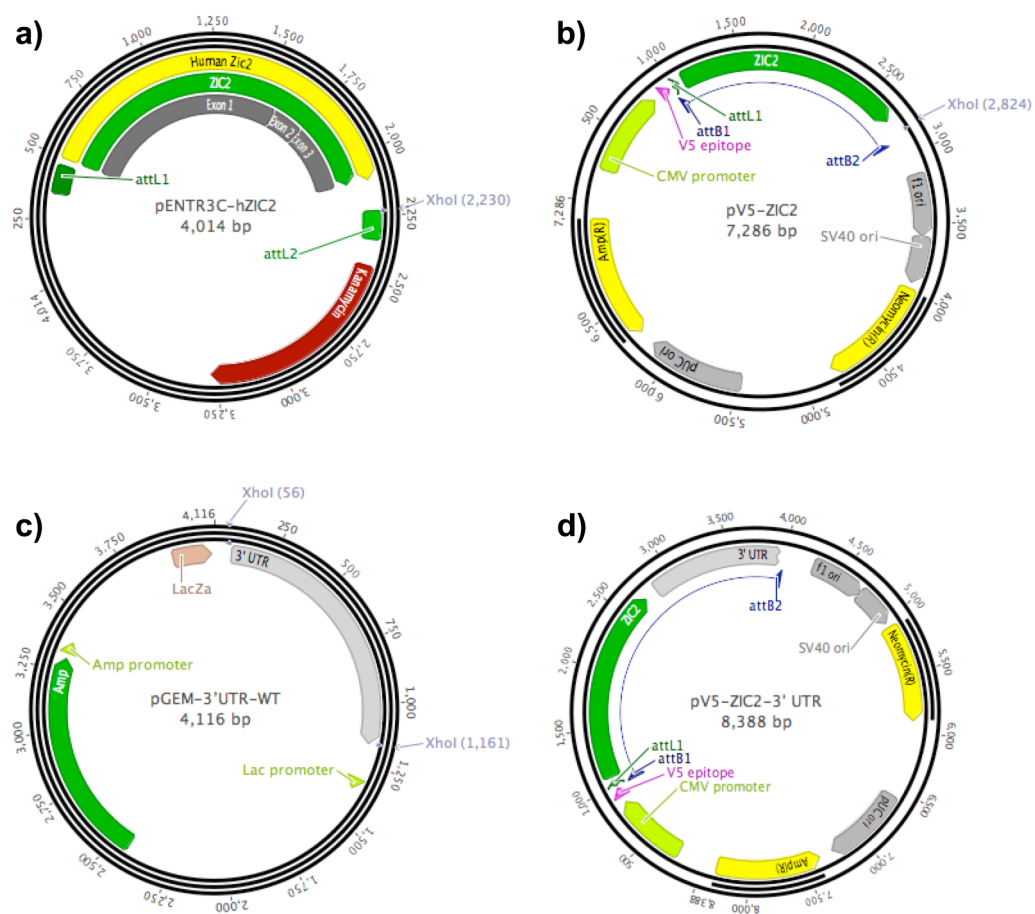 a)
1,250
1,000
1,500
750
1,750
Human Zic2
ZIC2
Exon 1
Exon 2
Exon 3
500
2,000
attL1
XhoI (2,230)
pENTR3C-hZIC2
4,014 bp
250
2,250
attL2
Kanamycin
4,014
2,500
3,750
2,750
3,500
3,000
3,250
b)
1,500
2,000
1,000
ZIC2
2,500
XhoI (2,824)
attL1
500
attB1
3,000
V5 epitope
attB2
CMV promoter
pV5-ZIC2
7,286 bp
7,286
f1 ori
3,500
SV40 ori
Amp(R)
Neomycin(R)
4,000
6,500
pUC ori
4,500
6,000
5,500
5,000
c)
XhoI (56)
4,116
250
3,750
3' UTR
LacZa
500
3,500
750
3,250
Amp promoter
Amp
pGEM-3'UTR-WT
4,116 bp
1,000
3,000
XhoI (1,161)
Lac promoter
1,250
2,750
1,500
2,500
1,750
2,250
2,000
d)
3,500
4,000
3,000
3' UTR
4,500
f1 ori
2,500
attB2
5,000
ZIC2
SV40 ori
Neomycin(R)
2,000
5,500
pV5-ZIC2-3' UTR
8,388 bp
1,500
6,000
attL1
attB1
V5 epitope
CMV promoter
1,000
pUC ori
6,500
500
7,000
Amp(R)
7,500
8,388
8,000